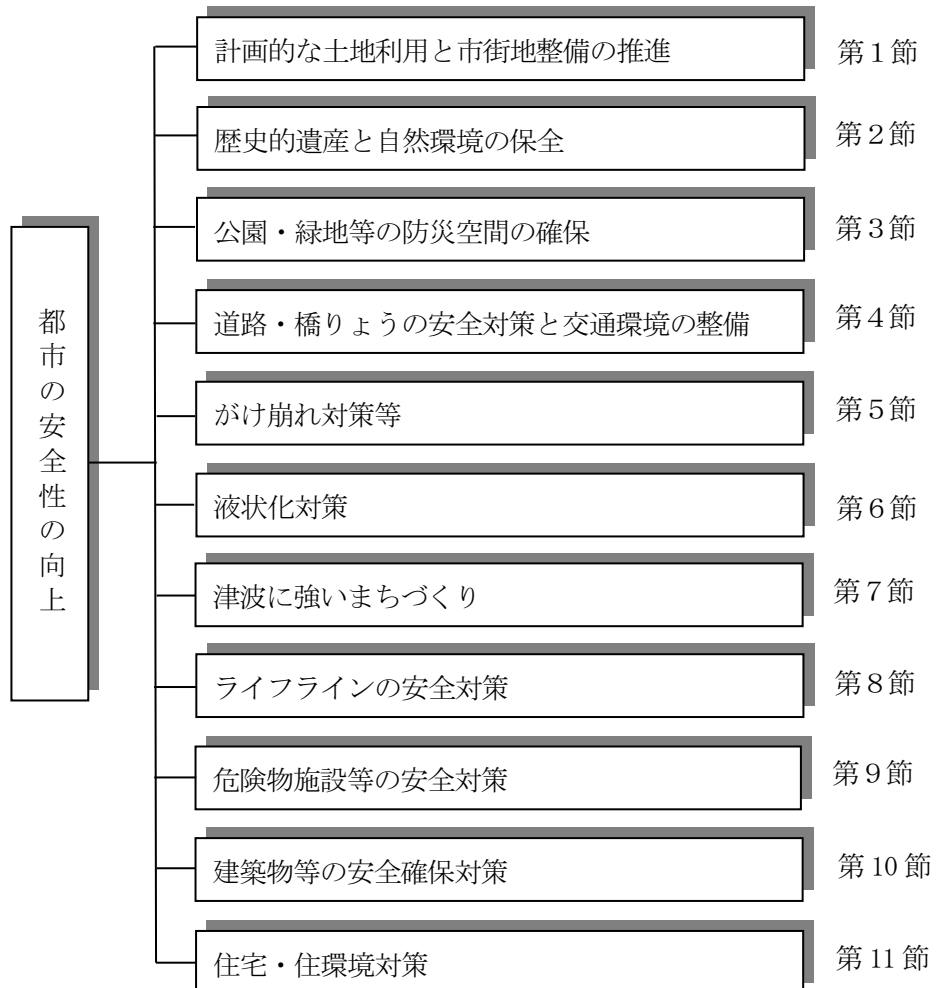 都市の安全性の向上
計画的な土地利用と市街地整備の推進 第1節
歴史的遺産と自然環境の保全 第2節
公園・緑地等の防災空間の確保 第3節
道路・橋りょうの安全対策と交通環境の整備 第4節
がけ崩れ対策等 第5節
液状化対策 第6節
津波に強いまちづくり 第7節
ライフラインの安全対策 第8節
危険物施設等の安全対策 第9節
建築物等の安全確保対策 第10節
住宅・住環境対策 第11節